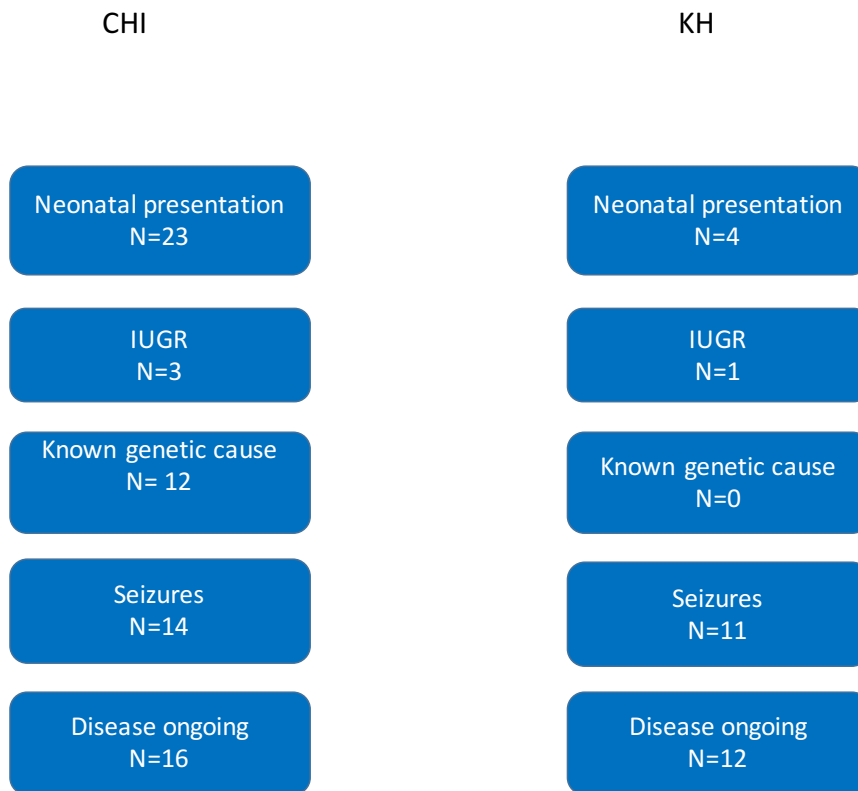 CHI
KH
Neonatal presentation
N=23
Neonatal presentation
N=4
IUGR
N=3
IUGR
N=1
Known genetic cause
N= 12
Known genetic cause
N=0
Seizures
N=14
Seizures
N=11
Disease ongoing
N=16
Disease ongoing
N=12